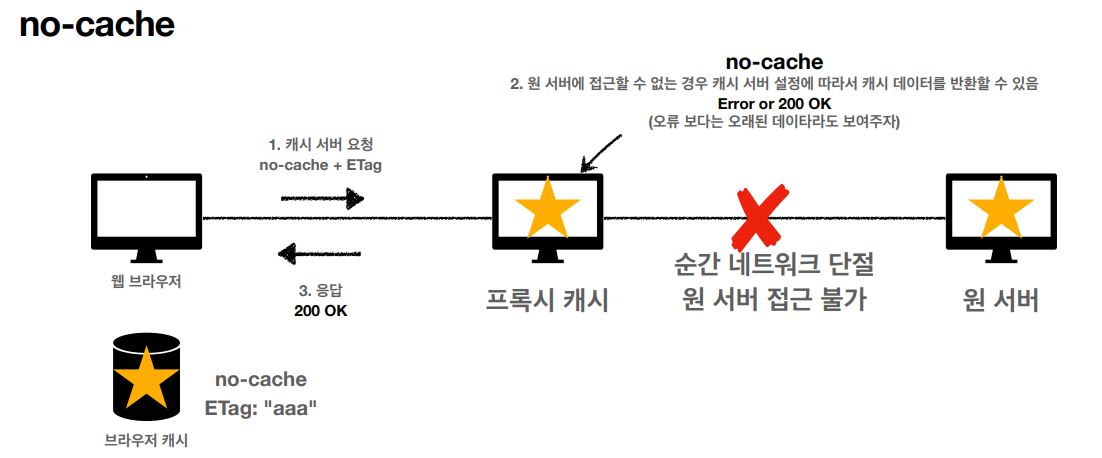 no-cache
no-cache
2. 원 서버에 접근할 수 없는 경우 캐시 서버 설정에 따라서 캐시 데이터를 반환할 수 있음
Error or 200 OK
(오류 보다는 오래된 데이타라도 보여주자)
1. 캐시 서버 요청
no-cache + ETag
웹 브라우저
3. 응답
200 OK
프록시 캐시
순간 네트워크 단절
원 서버 접근 불가
원 서버
no-cache
ETag: "aaa"
브라우저 캐시